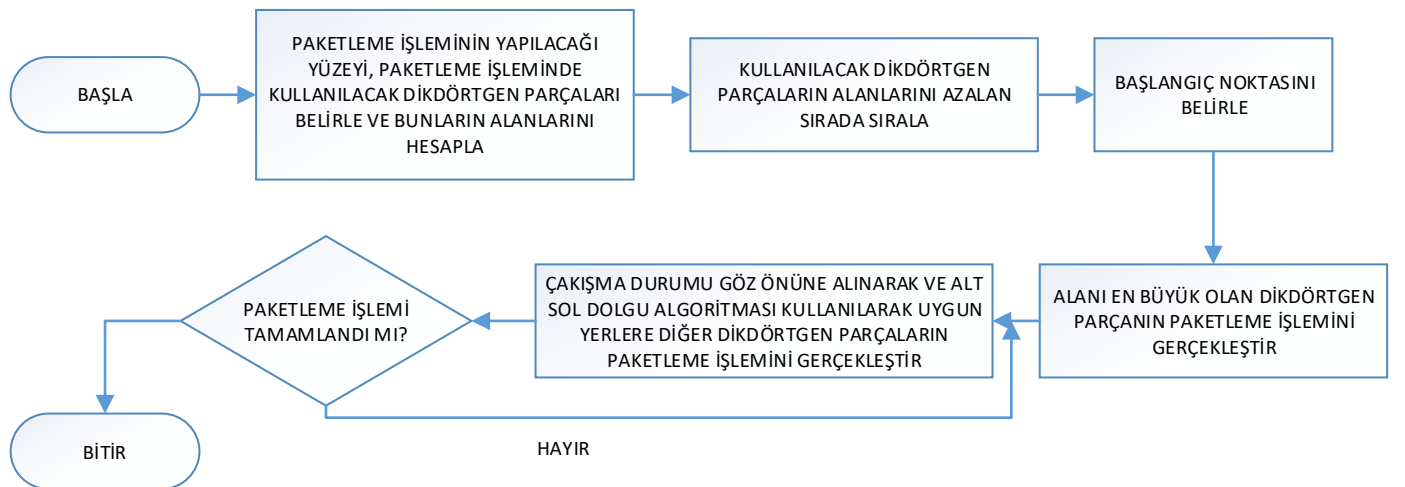 BAŞLA
PAKETLEME İŞLEMİNİN YAPILACAĞI
YÜZEYİ, PAKETLEME İŞLEMİNDE
KULLANILACAK DİKDÖRTGEN PARÇALARI
BELİRLE VE BUNLARIN ALANLARINI
HESAPLA
KULLANILACAK DİKDÖRTGEN
PARÇALARIN ALANLARINI AZALAN
SIRADA SIRALA
BAŞLANGIÇ NOKTASINI
BELİRLE
ALANI EN BÜYÜK OLAN DİKDÖRTGEN
PARÇANIN PAKETLEME İŞLEMİNİ
GERÇEKLEŞTİR
ÇAKIŞMA DURUMU GÖZ ÖNÜNE ALINARAK VE ALT
SOL DOLGU ALGORİTMASI KULLANILARAK UYGUN
YERLERE DİĞER DİKDÖRTGEN PARÇALARIN
PAKETLEME İŞLEMİNİ GERÇEKLEŞTİR
PAKETLEME İŞLEMİ
TAMAMLANDI MI?
HAYIR
BİTİR